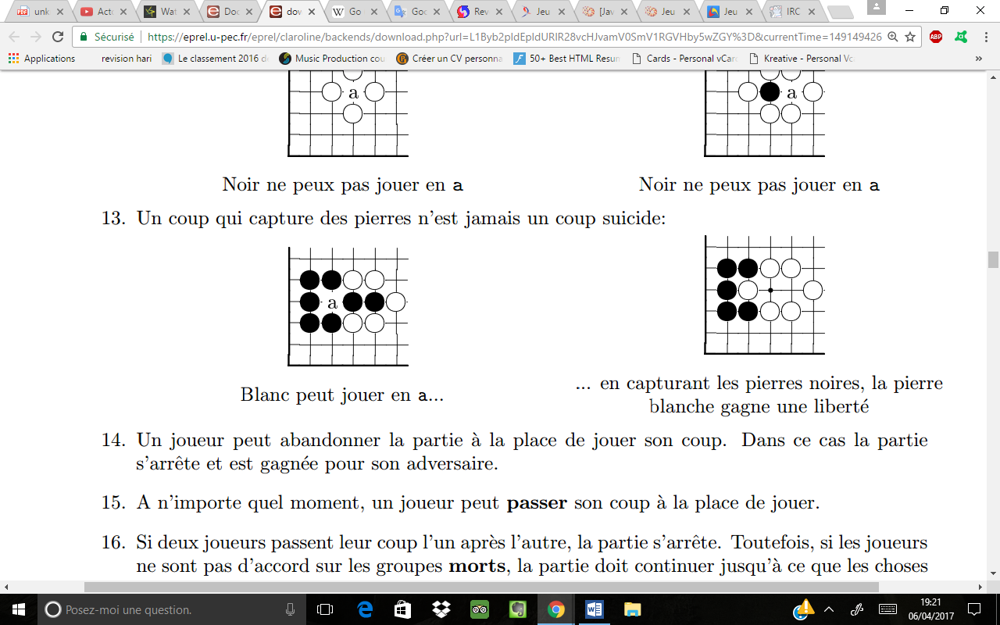 unk
Acto
Wat
Doc
dow
Go
Goo
Rev
Jeu
[Jav
Jeu
Jeu
IRC
Sécurisé
https://eprel.u-pec.fr/eprel/claroline/backends/download.php?url=L1Byb2pldEpldURlR28vcHJvamV0SmV1RGVHby5wZGY%3D&currentTime=149149426
ABP
Applications
revision hari
Le classement 2016 de
Music Production cou
Créer un CV personna
50+ Best HTML Resun
Cards - Personal vCar
Kreative - Personal Vc
»
a a
Noir ne peux pas jouer en a
Noir ne peux pas jouer en a
13. Un coup qui capture des pierres n'est jamais un coup suicide:
a
Blanc peut jouer en a...
... en capturant les pierres noires, la pierre
blanche gagne une liberté
14. Un joueur peut abandonner la partie à la place de jouer son coup. Dans ce cas la partie
s'arrête et est gagnée pour son adversaire.
15. A n'importe quel moment, un joueur peut passer son coup à la place de jouer.
16. Si deux joueurs passent leur coup l'un après l'autre, la partie s'arrête. Toutefois, si les joueurs
ne sont pas d'accord sur les groupes morts, la partie doit continuer jusqu'à ce que les choses
Posez-moi une question.
19:21
06/04/2017